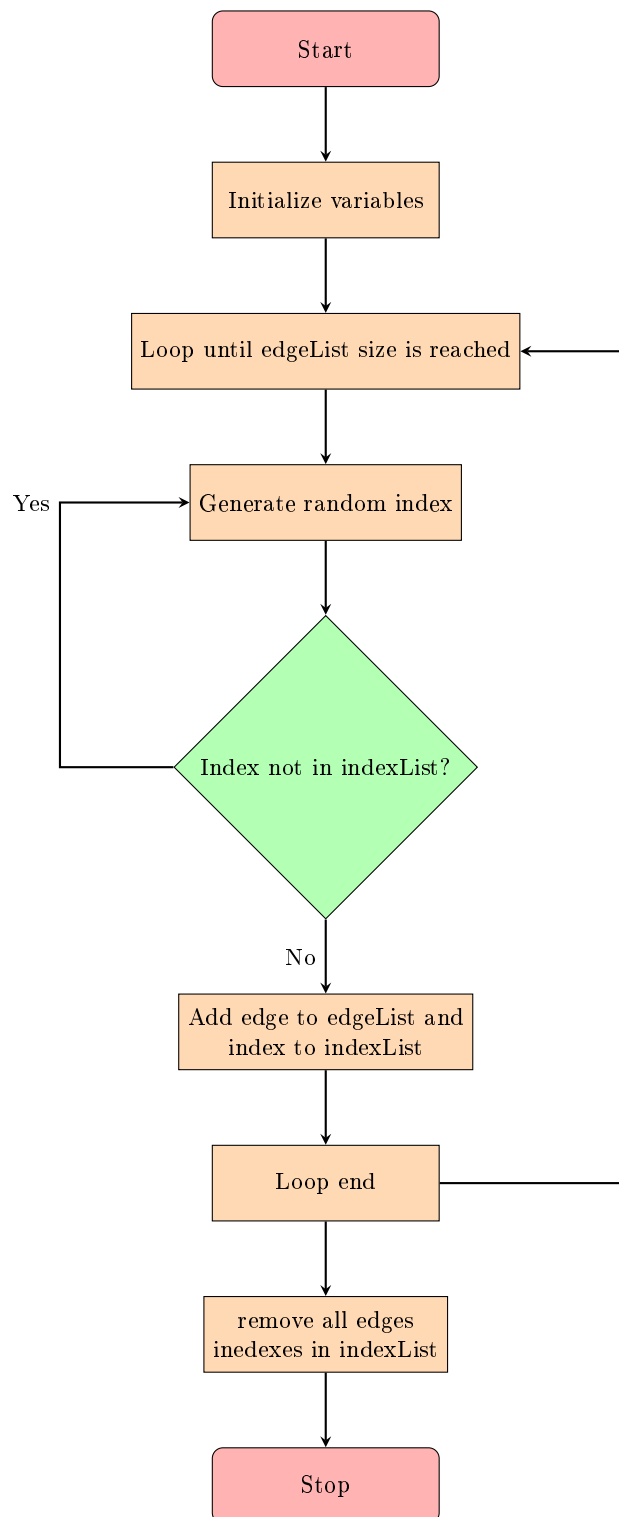 Start
Initialize variables
Loop until edgeList size is reached
Yes
Generate random index
Index not in indexList?
No
Add edge to edgeList and
index to indexList
Loop end
remove all edges
inedexes in indexList
Stop